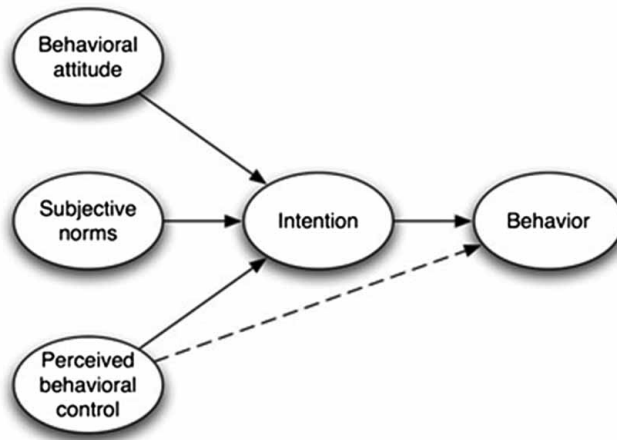 Behavioral
attitude
Subjective
norms
Intention
Behavior
Perceived
behavioral
control